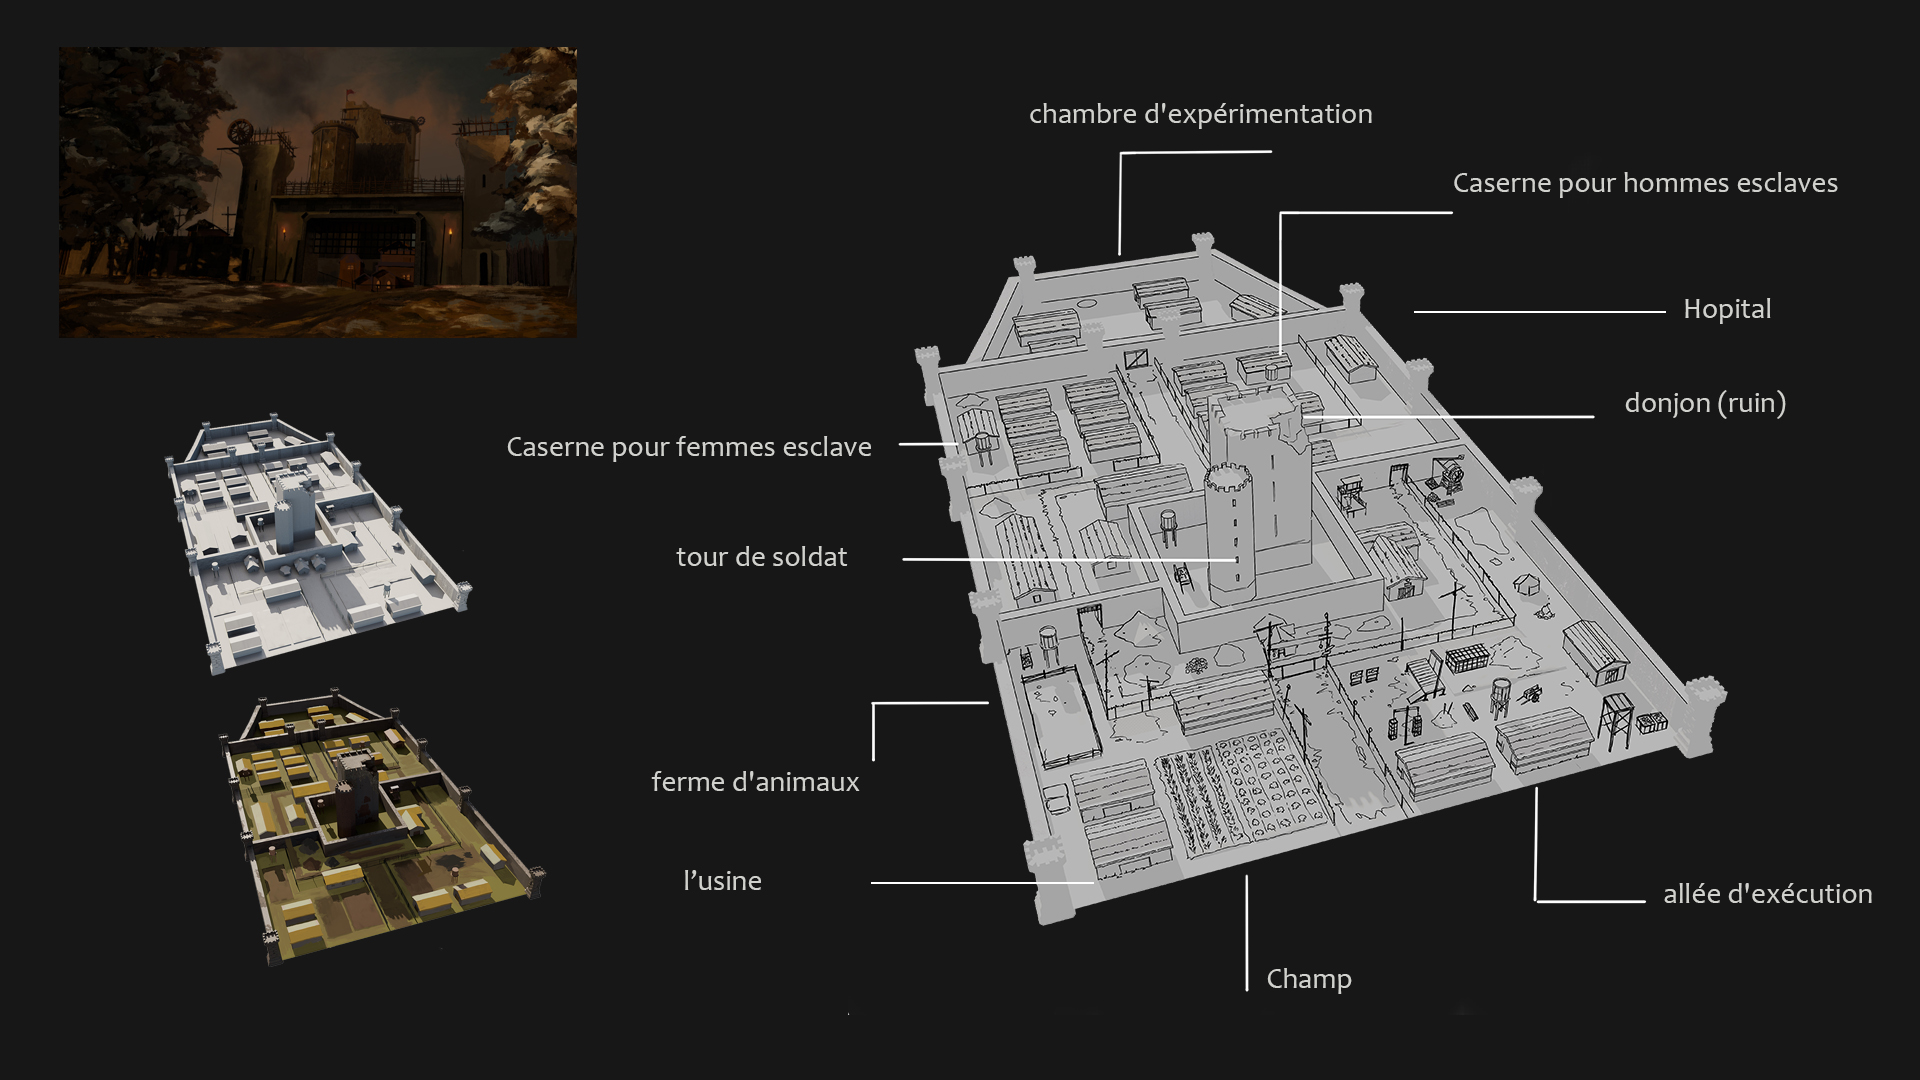 chambre d'expérimentation
Caserne pour hommes esclaves
Hopital
donjon (ruin)
Caserne pour femmes esclave
tour de soldat
ferme d'animaux
l’usine
allée d'exécution
Champ